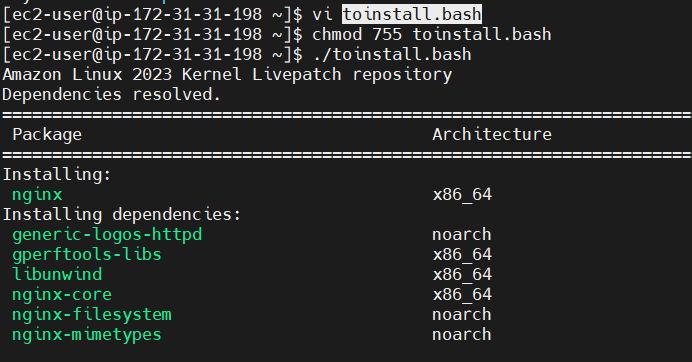 [ec2-user@ip-172-31-31-198 ~]$ vi toinstall.bash
[ec2-user@ip-172-31-31-198 ~]$ chmod 755 toinstall.bash
[ec2-user@ip-172-31-31-198 ~]$ ./toinstall.bash
Amazon Linux 2023 Kernel Livepatch repository
Dependencies resolved.
=====================================================================
Package Architecture
=====================================================================
Installing:
nginx x86_64
Installing dependencies:
generic-logos-httpd noarch
gperftools-libs x86_64
libunwind x86_64
nginx-core x86_64
nginx-filesystem noarch
nginx-mimetypes noarch